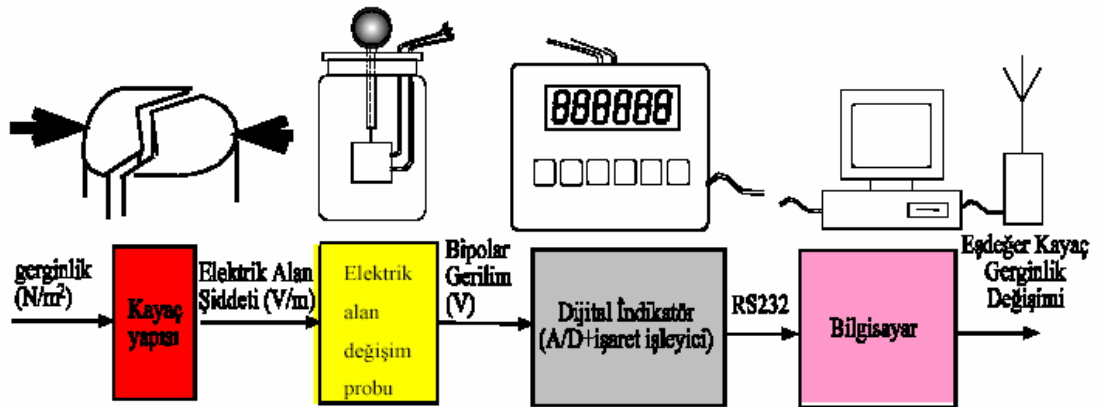 888888
gerginlik
(N/m²)
Kayaç
yapısı
Elektrik Alan
Şiddeti (V/m)
Elektrik
alan
değişim
probu
Bipolar
Gerilim
(V)
Dijital İndikatör
(A/D+işaret işleyici)
RS232
Bilgisayar
Eşdeğer Kayaç
Gerginlik
Değişimi